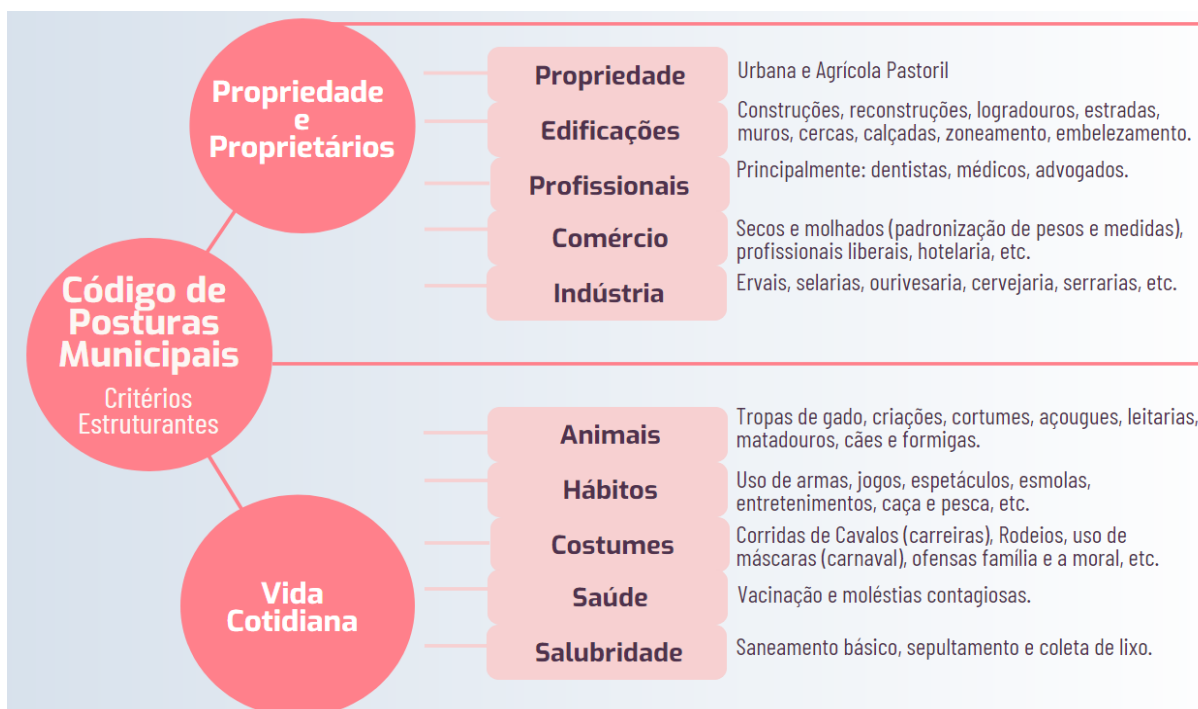 Código de
Posturas
Municipais
Critérios
Estruturantes
Propriedade
e
Proprietários
Propriedade
Urbana e Agrícola Pastoril
Edificações
Construções, reconstruções, logradouros, estradas,
muros, cercas, calçadas, zoneamento, embelezamento.
Profissionais
Principalmente: dentistas, médicos, advogados.
Comércio
Secos e molhados (padronização de pesos e medidas),
profissionais liberais, hotelaria, etc.
Indústria
Ervais, selarias, ourivesaria, cervejaria, serrarias, etc.
Vida
Cotidiana
Animais
Tropas de gado, criações, cortumes, açougues, leitarias,
matadouros, cães e formigas.
Hábitos
Uso de armas, jogos, espetáculos, esmolas,
entretenimentos, caça e pesca, etc.
Costumes
Corridas de Cavalos (carreiras), Rodeios, uso de
máscaras (carnaval), ofensas família e a moral, etc.
Saúde
Vacinação e moléstias contagiosas.
Salubridade
Saneamento básico, sepultamento e coleta de lixo.